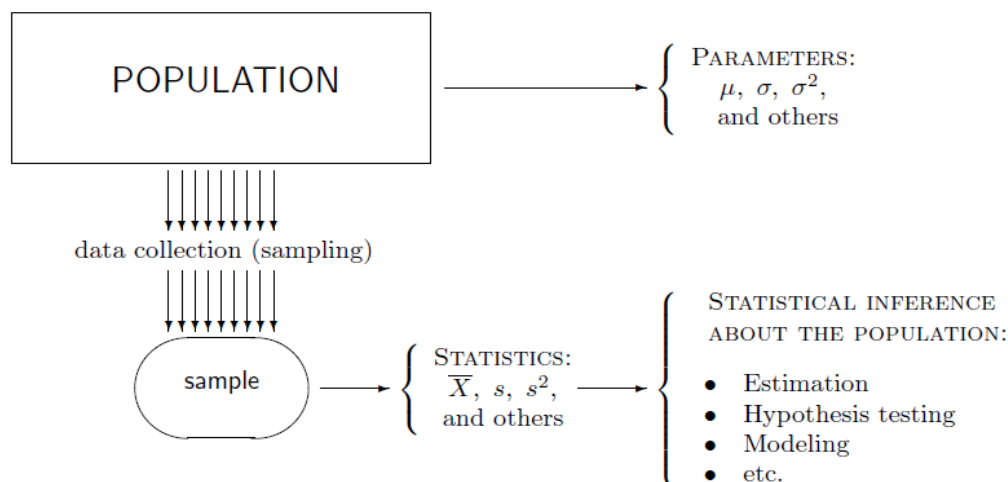 POPULATION
PARAMETERS:
μ, σ, σ²,
and others
data collection (sampling)
sample
STATISTICS:
X̅, s, s²,
and others
STATISTICAL INFERENCE
ABOUT THE POPULATION:
• Estimation
• Hypothesis testing
• Modeling
• etc.